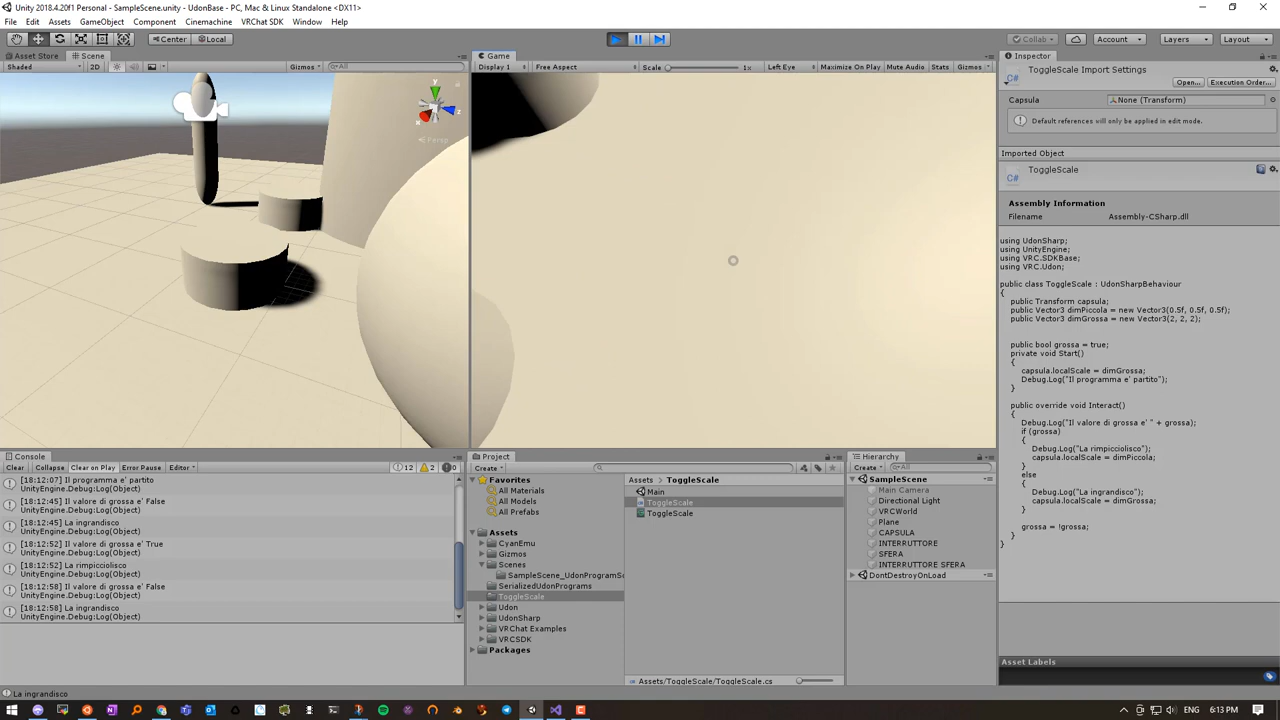 Unity 2018.4.20f1 Personal - SampleScene.unity - UdonBase - PC, Mac & Linux Standalone <DX11>
File Edit Assets GameObject Component Cinemachine VRChat SDK Window Help
Center Local
Collab Account Layers Layout
Asset Store Scene
Shaded 2D Gizmos All
y
z
Persp
Game
Display 1 Free Aspect Scale 1x Left Eye Maximize On Play Mute Audio Stats Gizmos
Inspector
ToggleScale Import Settings
Open... Execution Order...
Capsula None (Transform)
Default references will only be applied in edit mode.
Imported Object
ToggleScale
Assembly Information
Filename Assembly-CSharp.dll
using UdonSharp;
using UnityEngine;
using VRC.SDKBase;
using VRC.Udon;
public class ToggleScale : UdonSharpBehaviour
{
public Transform capsula;
public Vector3 dimPiccola = new Vector3(0.5f, 0.5f, 0.5f);
public Vector3 dimGrossa = new Vector3(2, 2, 2);
public bool grossa = true;
private void Start()
{
capsula.localScale = dimGrossa;
Debug.Log("Il programma e' partito");
}
public override void Interact()
{
Debug.Log("Il valore di grossa e' " + grossa);
if (grossa)
{
Debug.Log("La rimpicciolisco");
capsula.localScale = dimPiccola;
}
else
{
Debug.Log("La ingrandisco");
capsula.localScale = dimGrossa;
}
grossa = !grossa;
}
}
Asset Labels
Console
Clear Collapse Clear on Play Error Pause Editor 12 2 0
[18:12:07] Il programma e' partito
UnityEngine.Debug:Log(Object)
[18:12:45] Il valore di grossa e' False
UnityEngine.Debug:Log(Object)
[18:12:45] La ingrandisco
UnityEngine.Debug:Log(Object)
[18:12:52] Il valore di grossa e' True
UnityEngine.Debug:Log(Object)
[18:12:52] La rimpicciolisco
UnityEngine.Debug:Log(Object)
[18:12:58] Il valore di grossa e' False
UnityEngine.Debug:Log(Object)
[18:12:58] La ingrandisco
UnityEngine.Debug:Log(Object)
La ingrandisco
Project
Create
Favorites
All Materials
All Models
All Prefabs
Assets
CyanEmu
Gizmos
Scenes
SampleScene_UdonProgramSo
SerializedUdonPrograms
ToggleScale
Udon
UdonSharp
VRChat Examples
VRCSDK
Packages
Assets ToggleScale
Main
ToggleScale
ToggleScale
Assets/ToggleScale/ToggleScale.cs
Hierarchy
Create All
SampleScene
Main Camera
Directional Light
VRCWorld
Plane
CAPSULA
INTERRUTTORE
SFERA
INTERRUTTORE SFERA
DontDestroyOnLoad
ENG 6:13 PM